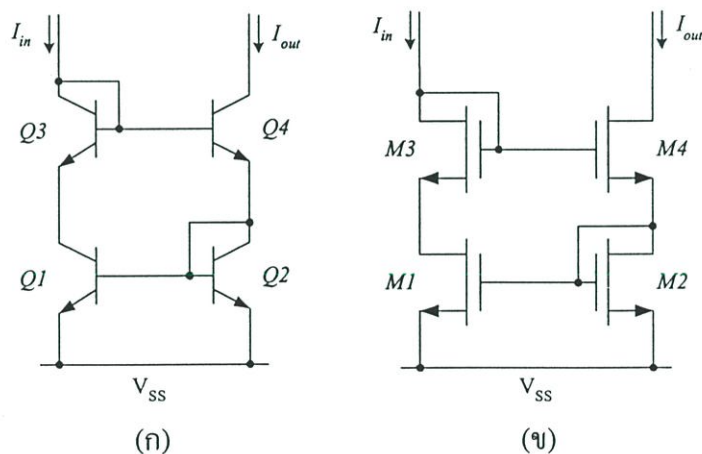 I_in I_out I_in I_out
Q3 Q4 M3 M4
Q1 Q2 M1 M2
V_SS V_SS
(ก) (ข)